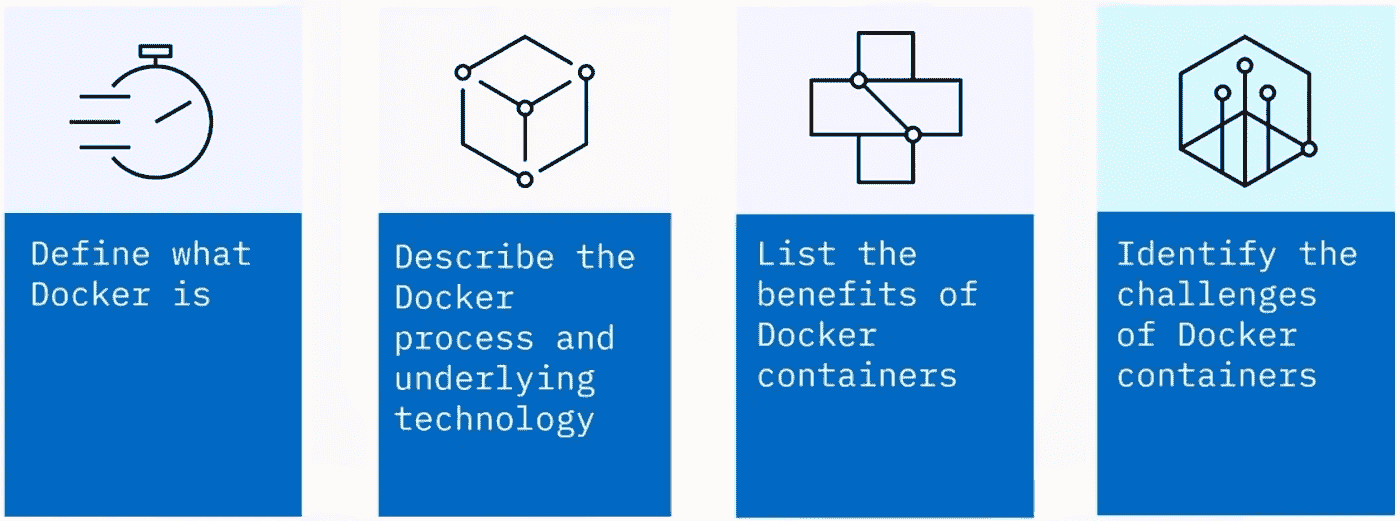 Define what
Docker is
Describe the
Docker
process and
underlying
technology
List the
benefits of
Docker
containers
Identify the
challenges
of Docker
containers